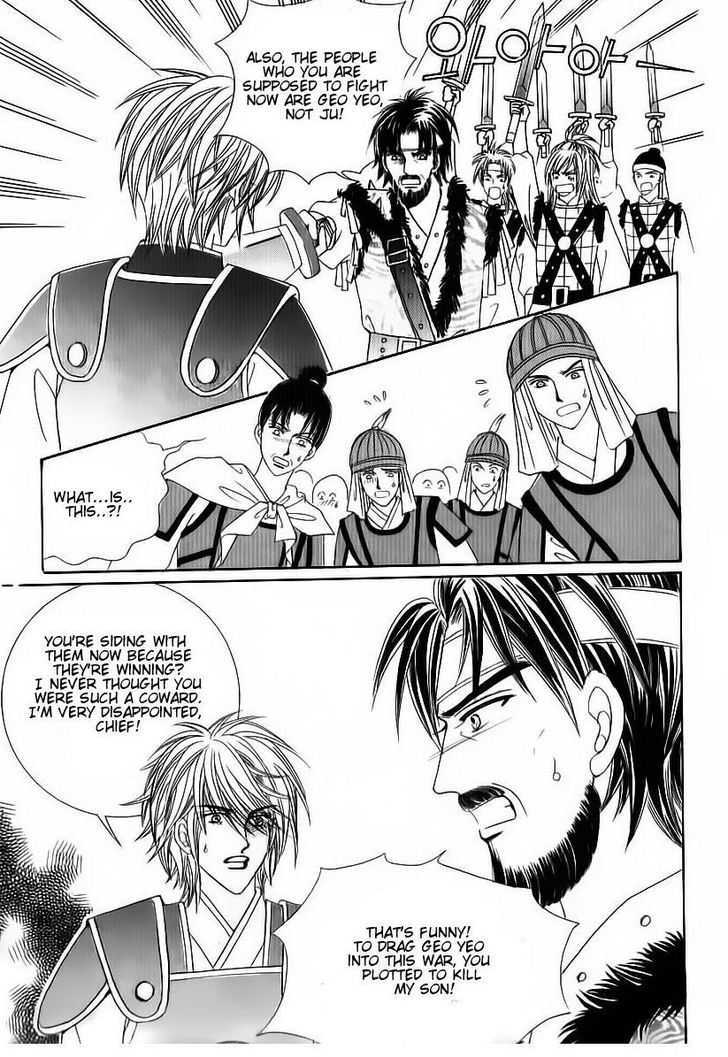 ALSO, THE PEOPLE
WHO YOU ARE
SUPPOSED TO FIGHT
NOW ARE GEO YEO,
NOT JU!
와아아
WHAT...IS..
THIS..?!
YOU'RE SIDING WITH
THEM NOW BECAUSE
THEY'RE WINNING?
I NEVER THOUGHT YOU
WERE SUCH A COWARD.
I'M VERY DISAPPOINTED,
CHIEF!
THAT'S FUNNY!
TO DRAG GEO YEO
INTO THIS WAR, YOU
PLOTTED TO KILL
MY SON!